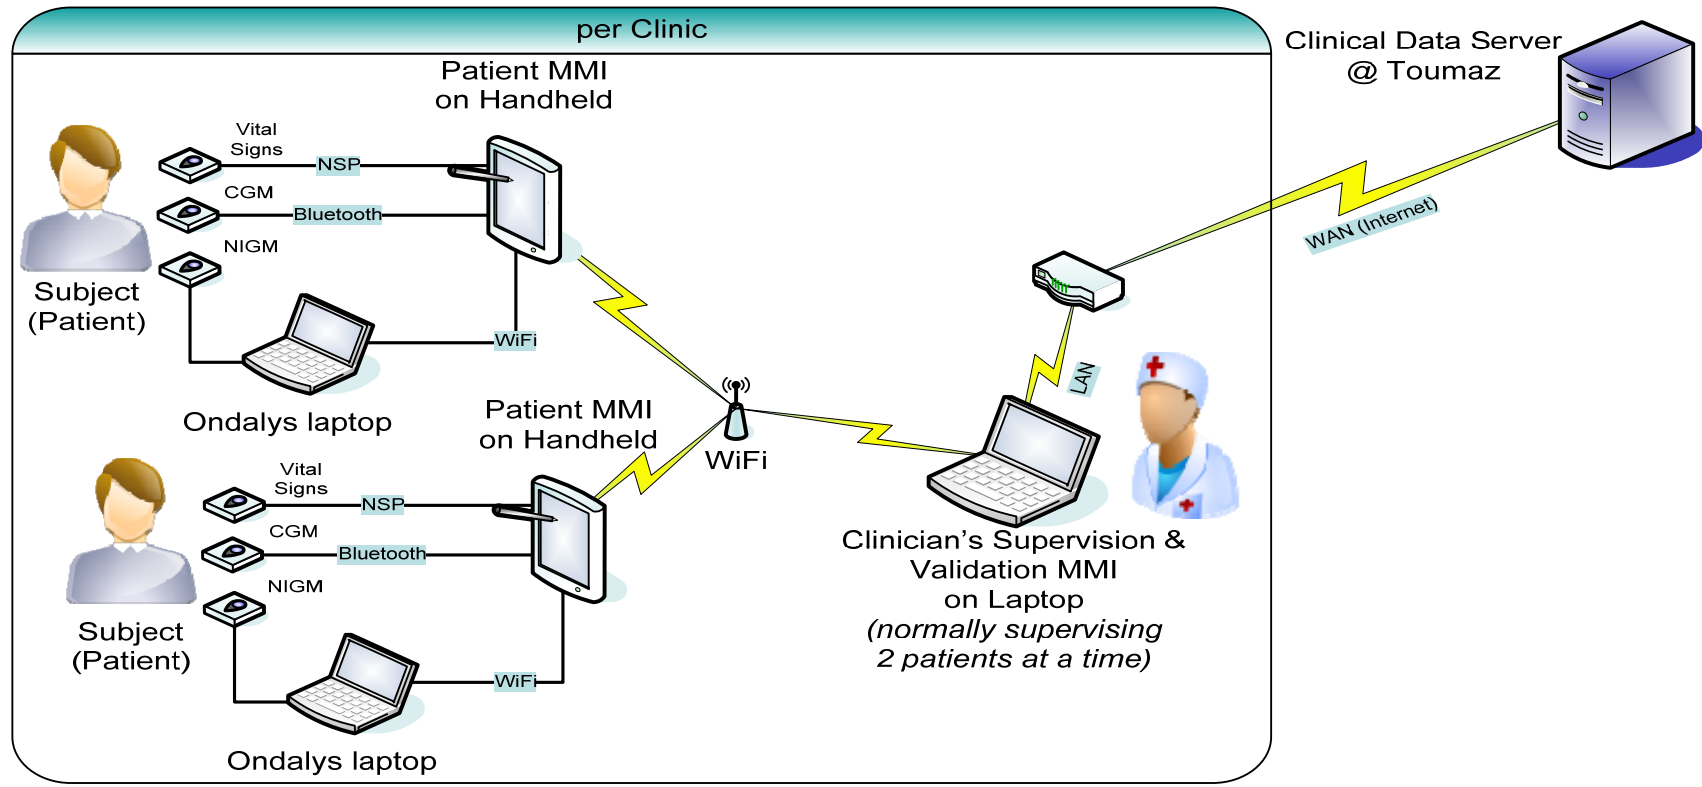 per Clinic
Clinical Data Server
@ Toumaz
Patient MMI
on Handheld
Vital
Signs
NSP
CGM
Bluetooth
NIGM
WAN (Internet)
Subject
(Patient)
WiFi
LAN
Ondalys laptop
Patient MMI
on Handheld
WiFi
Vital
Signs
NSP
CGM
Bluetooth
NIGM
Clinician's Supervision &
Validation MMI
on Laptop
(normally supervising
2 patients at a time)
Subject
(Patient)
WiFi
Ondalys laptop